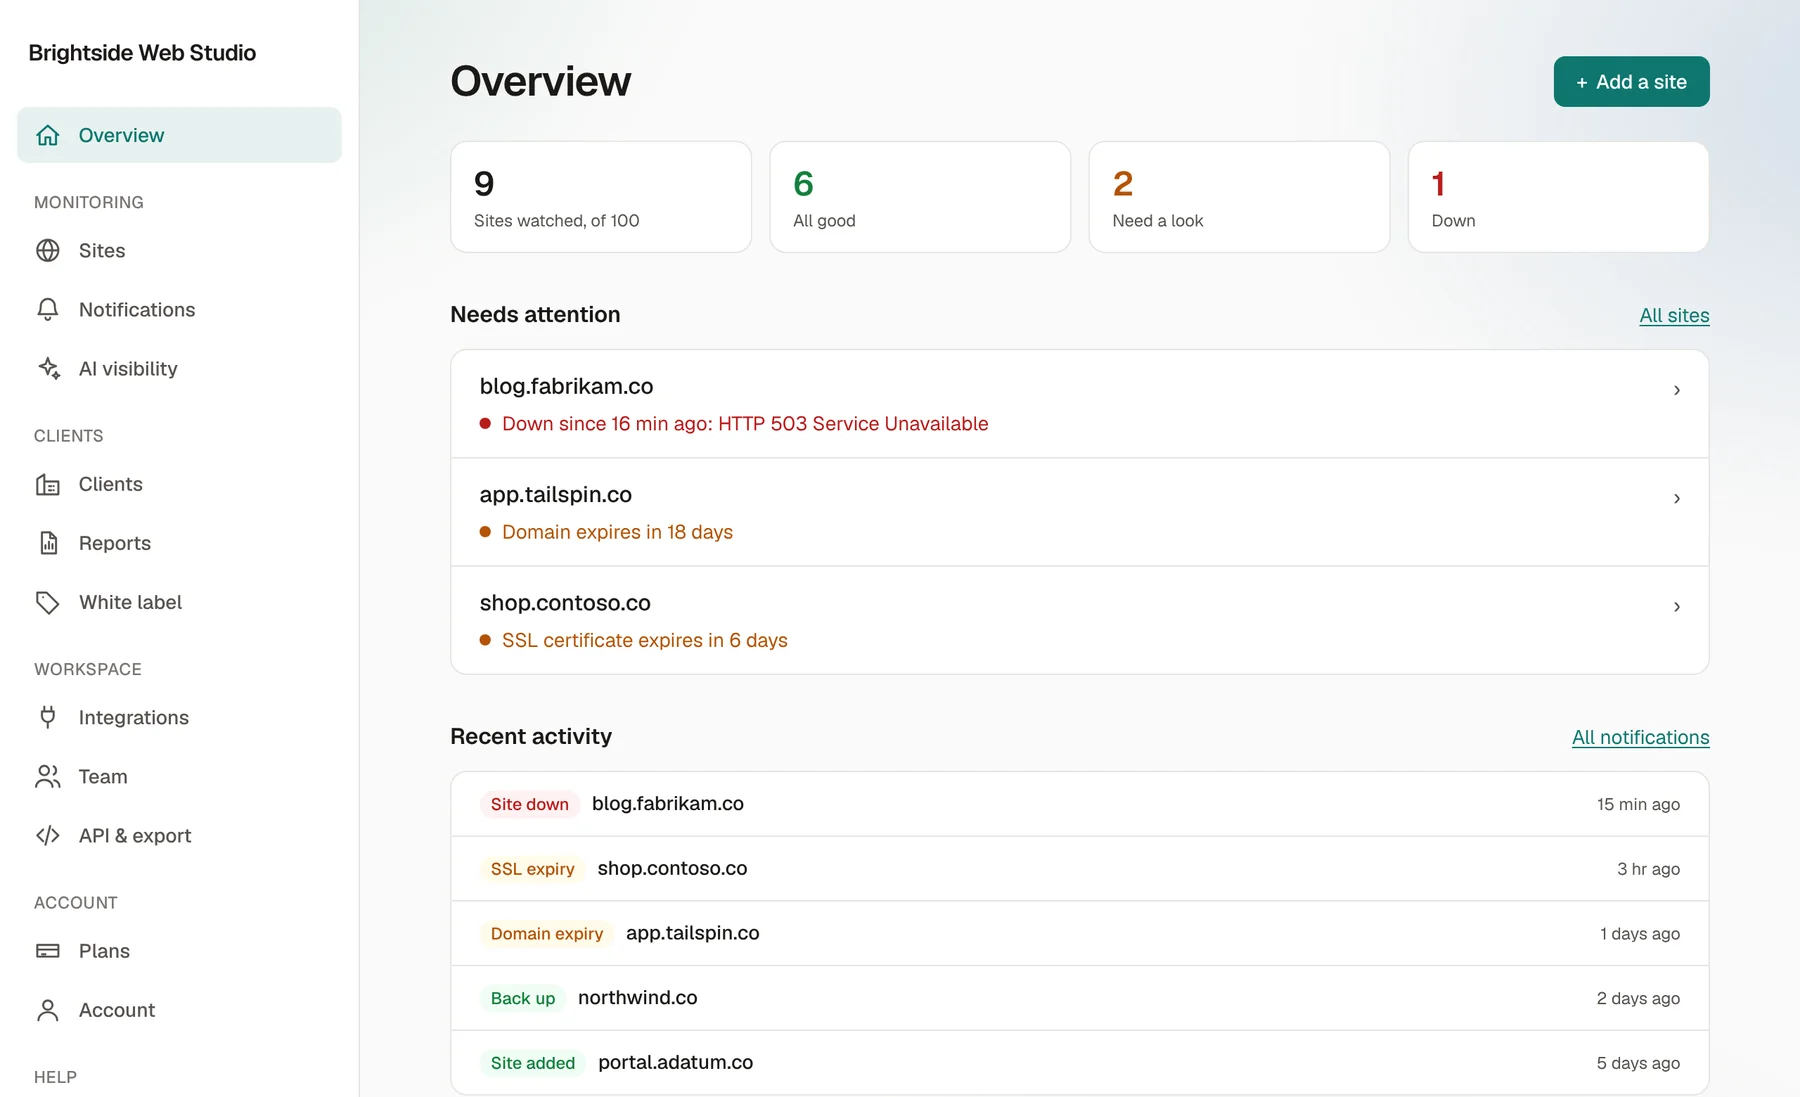 Brightside Web Studio
Overview
MONITORING
Sites
Notifications
AI visibility
CLIENTS
Clients
Reports
White label
WORKSPACE
Integrations
Team
API & export
ACCOUNT
Plans
Account
HELP
Overview
+ Add a site
9
Sites watched, of 100
6
All good
2
Need a look
1
Down
Needs attention
All sites
blog.fabrikam.co
Down since 16 min ago: HTTP 503 Service Unavailable
app.tailspin.co
Domain expires in 18 days
shop.contoso.co
SSL certificate expires in 6 days
Recent activity
All notifications
Site down blog.fabrikam.co 15 min ago
SSL expiry shop.contoso.co 3 hr ago
Domain expiry app.tailspin.co 1 days ago
Back up northwind.co 2 days ago
Site added portal.adatum.co 5 days ago